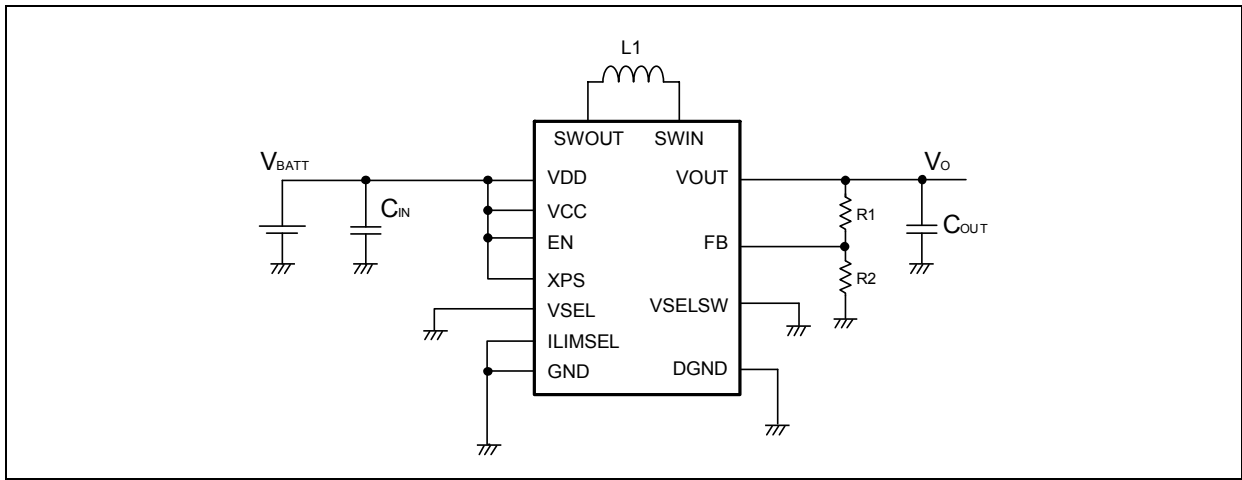 L1
SWOUT SWIN
VBATT
CIN
VDD
VCC
EN
XPS
VSEL
ILIMSEL
GND
VOUT
FB
VSELSW
DGND
VO
R1
R2
COUT